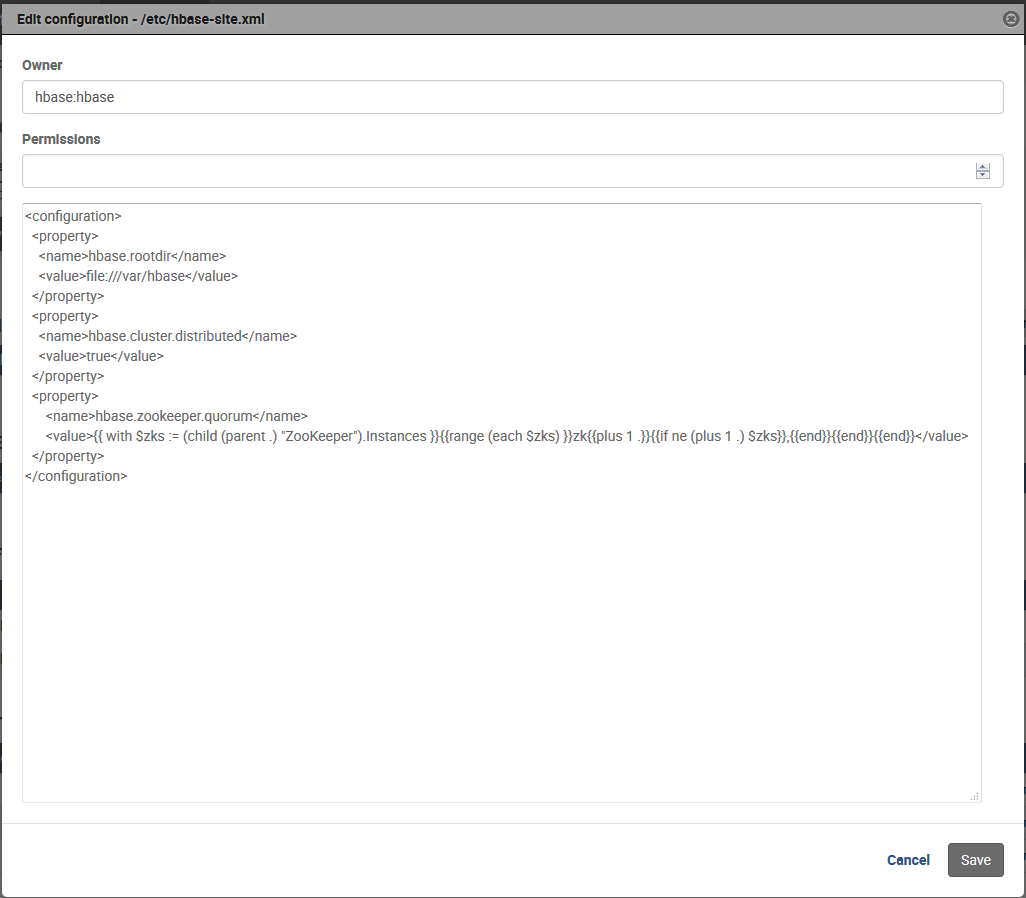 Edit configuration - /etc/hbase-site.xml
Owner
hbase:hbase
Permissions
<configuration>
  <property>
    <name>hbase.rootdir</name>
    <value>file:///var/hbase</value>
  </property>
  <property>
    <name>hbase.cluster.distributed</name>
    <value>true</value>
  </property>
  <property>
      <name>hbase.zookeeper.quorum</name>
      <value>{{ with $zks := (child (parent .) "ZooKeeper").Instances }}{{range (each $zks) }}zk{{plus 1 .}}{{if ne (plus 1 .) $zks}},{{end}}{{end}}{{end}}</value>
  </property>
</configuration>
Cancel
Save